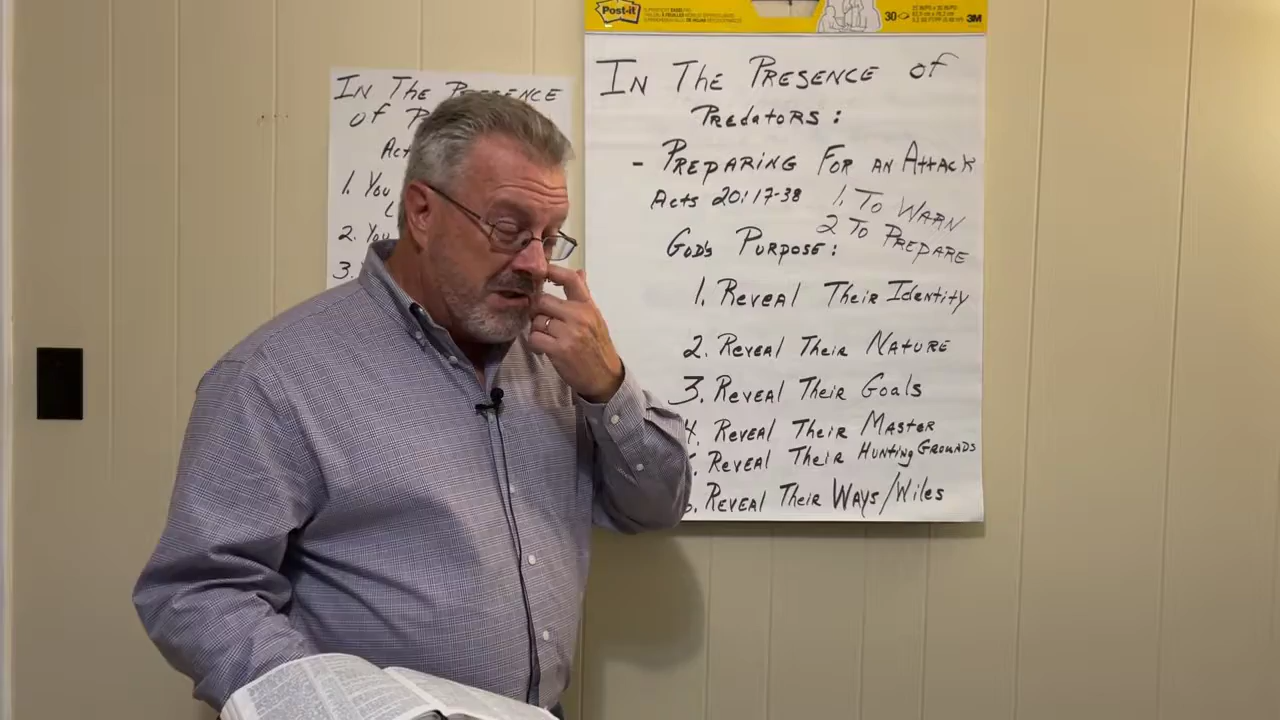 Post-it
30
3M
In The Presence
of
Act
1. You
2. You
3.
In The Presence of
Predators:
- Preparing For an Attack
Acts 20:17-38 1. To Warn
2 To Prepare
God's Purpose:
1. Reveal Their Identity
2. Reveal Their Nature
3. Reveal Their Goals
4. Reveal Their Master
. Reveal Their Hunting Grounds
. Reveal Their Ways/Wiles